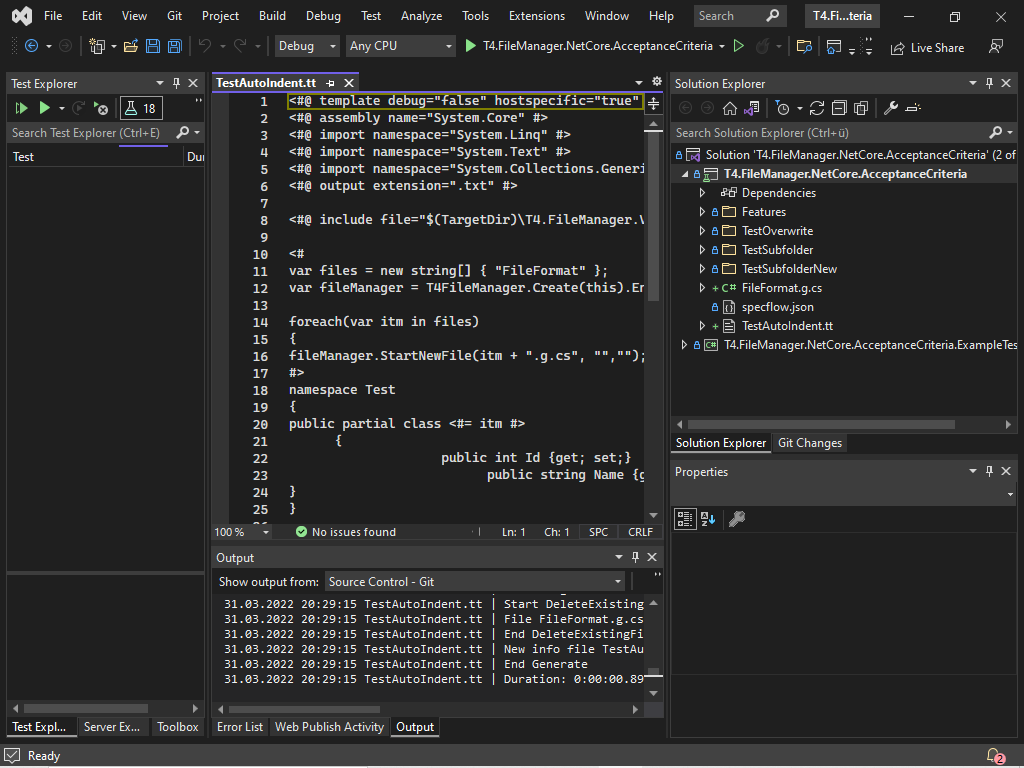 File Edit View Git Project Build Debug Test Analyze Tools Extensions Window Help Search T4.Fi...teria
Debug Any CPU T4.FileManager.NetCore.AcceptanceCriteria Live Share
Test Explorer
18
Search Test Explorer (Ctrl+E)
Test Dur
Test Expl... Server Ex... Toolbox
TestAutoIndent.tt
1 <#@ template debug="false" hostspecific="true"
2 <#@ assembly name="System.Core" #>
3 <#@ import namespace="System.Linq" #>
4 <#@ import namespace="System.Text" #>
5 <#@ import namespace="System.Collections.Generi
6 <#@ output extension=".txt" #>
7
8 <#@ include file="$(TargetDir)\T4.FileManager.V
9
10 <#
11 var files = new string[] { "FileFormat" };
12 var fileManager = T4FileManager.Create(this).En
13
14 foreach(var itm in files)
15 {
16 fileManager.StartNewFile(itm + ".g.cs", "","");
17 #>
18 namespace Test
19 {
20 public partial class <#= itm #>
21 {
22 public int Id {get; set;}
23 public string Name {g
24 }
25 }
100 % No issues found Ln: 1 Ch: 1 SPC CRLF
Output
Show output from: Source Control - Git
31.03.2022 20:29:15 TestAutoIndent.tt | Start DeleteExisting
31.03.2022 20:29:15 TestAutoIndent.tt | File FileFormat.g.cs
31.03.2022 20:29:15 TestAutoIndent.tt | End DeleteExistingFi
31.03.2022 20:29:15 TestAutoIndent.tt | New info file TestAu
31.03.2022 20:29:15 TestAutoIndent.tt | End Generate
31.03.2022 20:29:15 TestAutoIndent.tt | Duration: 0:00:00.89
Error List Web Publish Activity Output
Solution Explorer
Search Solution Explorer (Ctrl+ü)
Solution 'T4.FileManager.NetCore.AcceptanceCriteria' (2 of
T4.FileManager.NetCore.AcceptanceCriteria
Dependencies
Features
TestOverwrite
TestSubfolder
TestSubfolderNew
+ C# FileFormat.g.cs
specflow.json
+ TestAutoIndent.tt
C# T4.FileManager.NetCore.AcceptanceCriteria.ExampleTes
Solution Explorer Git Changes
Properties
Ready 2